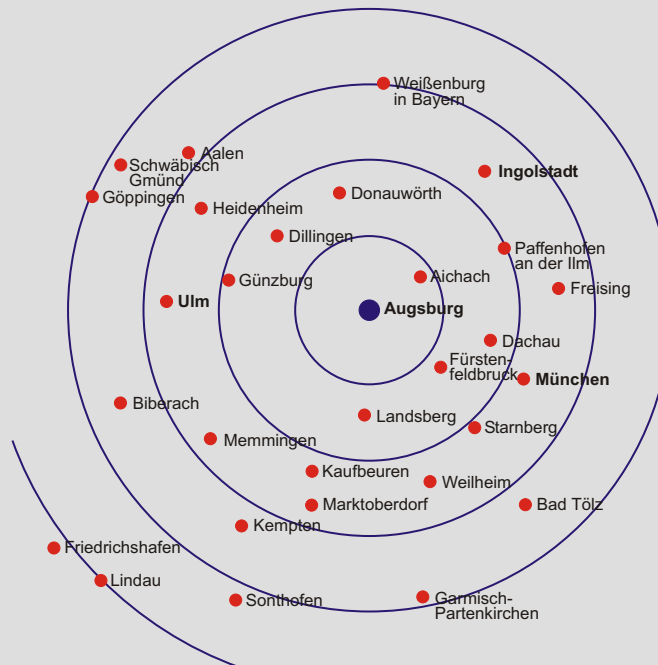 Weißenburg
in Bayern
Aalen
Schwäbisch
Gmünd
Ingolstadt
Göppingen
Donauwörth
Heidenheim
Dillingen
Paffenhofen
an der Ilm
Aichach
Günzburg
Freising
Ulm
Augsburg
Dachau
Fürsten-
feldbruck
München
Biberach
Landsberg
Starnberg
Memmingen
Kaufbeuren
Weilheim
Marktoberdorf
Bad Tölz
Kempten
Friedrichshafen
Lindau
Sonthofen
Garmisch-
Partenkirchen